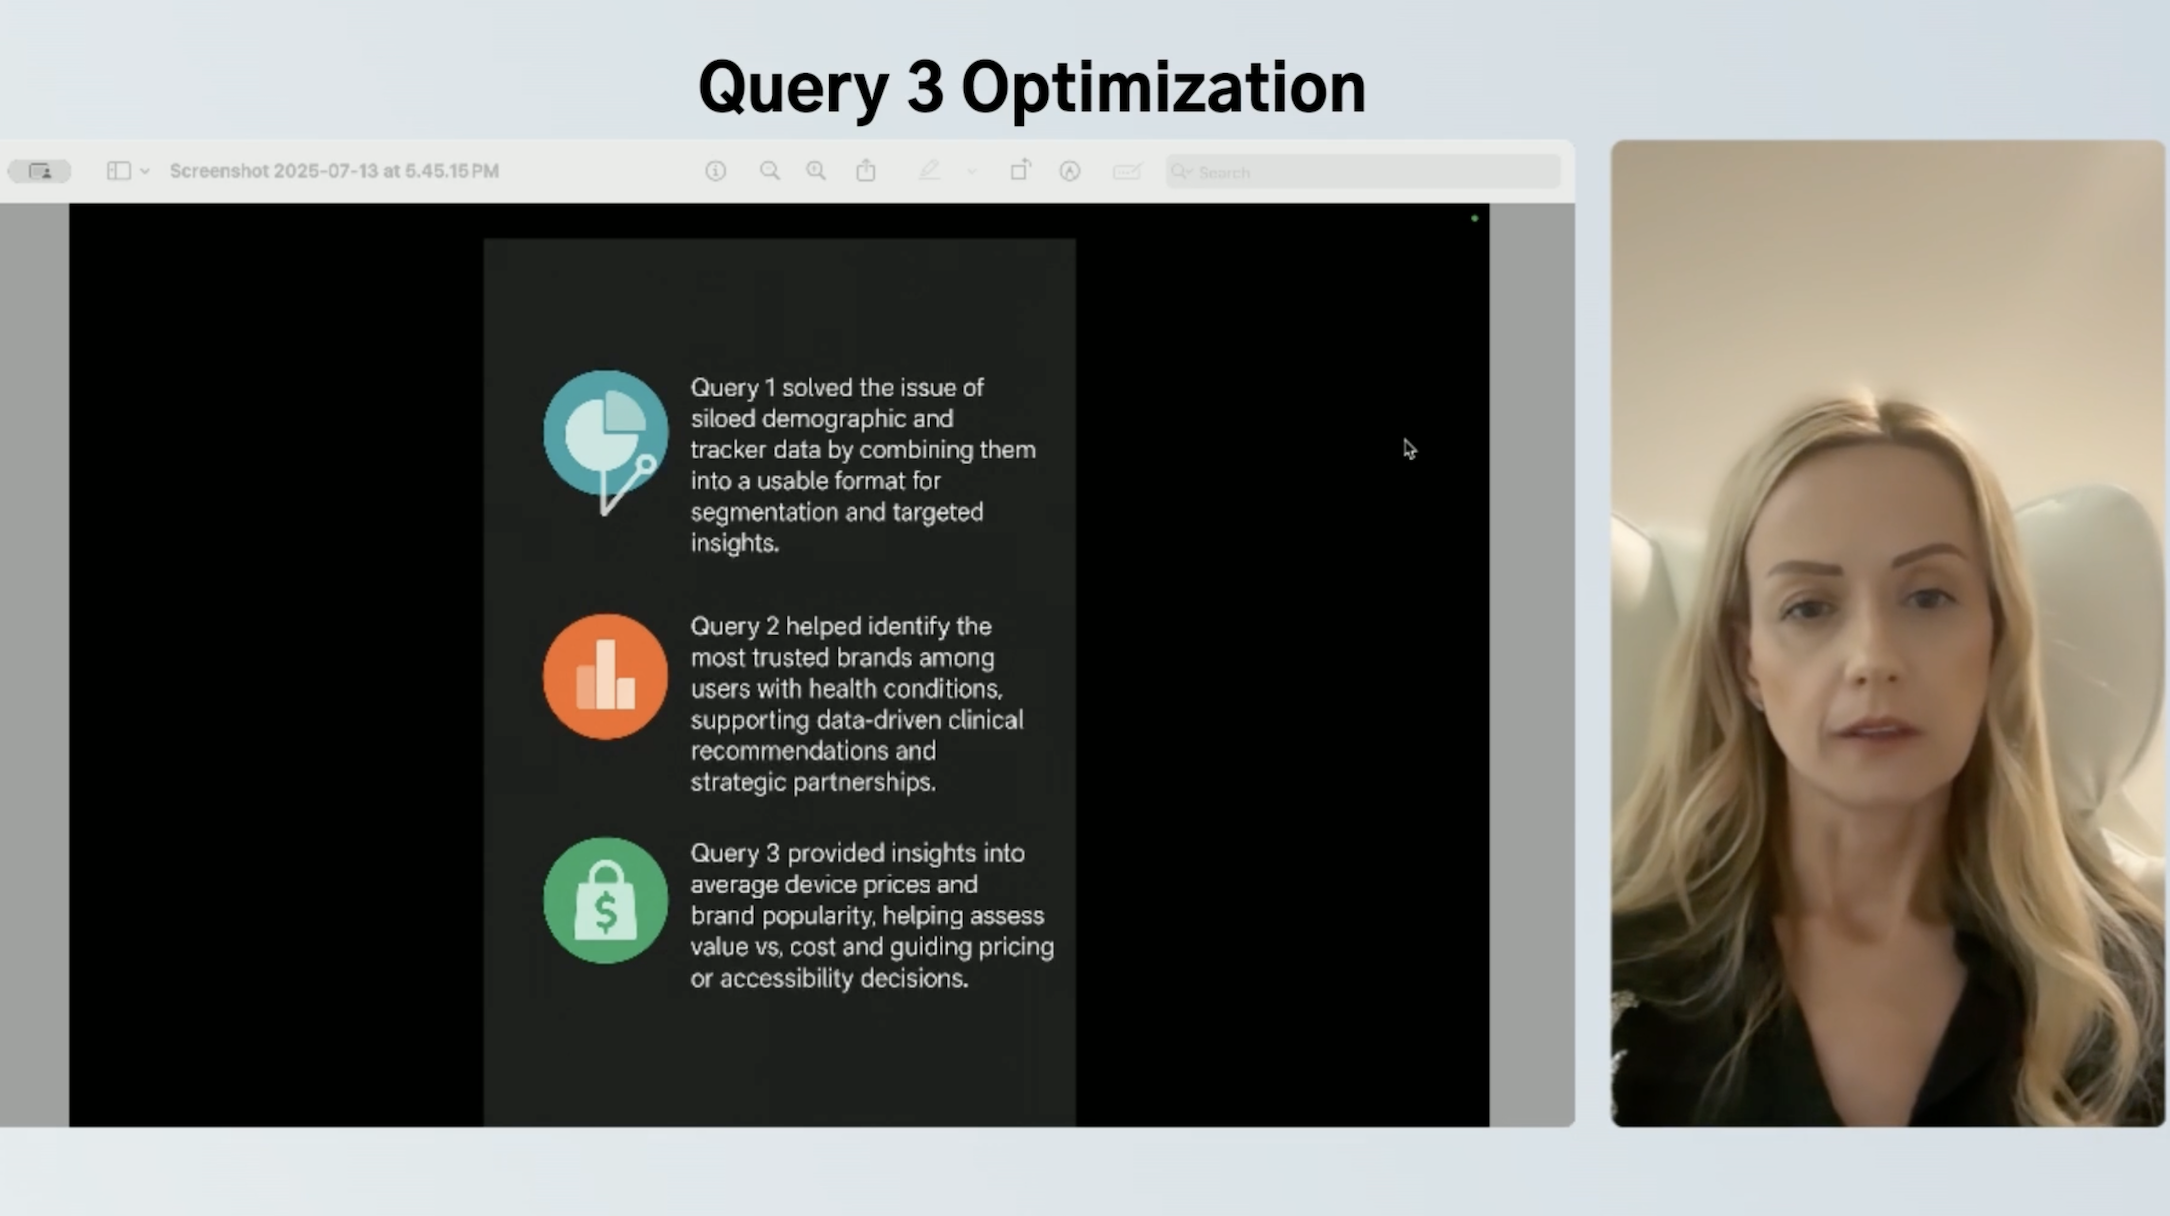 Query 3 Optimization
Screenshot 2025-07-13 at 5.45.15 PM
Search
Query 1 solved the issue of
siloed demographic and
tracker data by combining them
into a usable format for
segmentation and targeted
insights.
Query 2 helped identify the
most trusted brands among
users with health conditions,
supporting data-driven clinical
recommendations and
strategic partnerships.
$
Query 3 provided insights into
average device prices and
brand popularity, helping assess
value vs, cost and guiding pricing
or accessibility decisions.